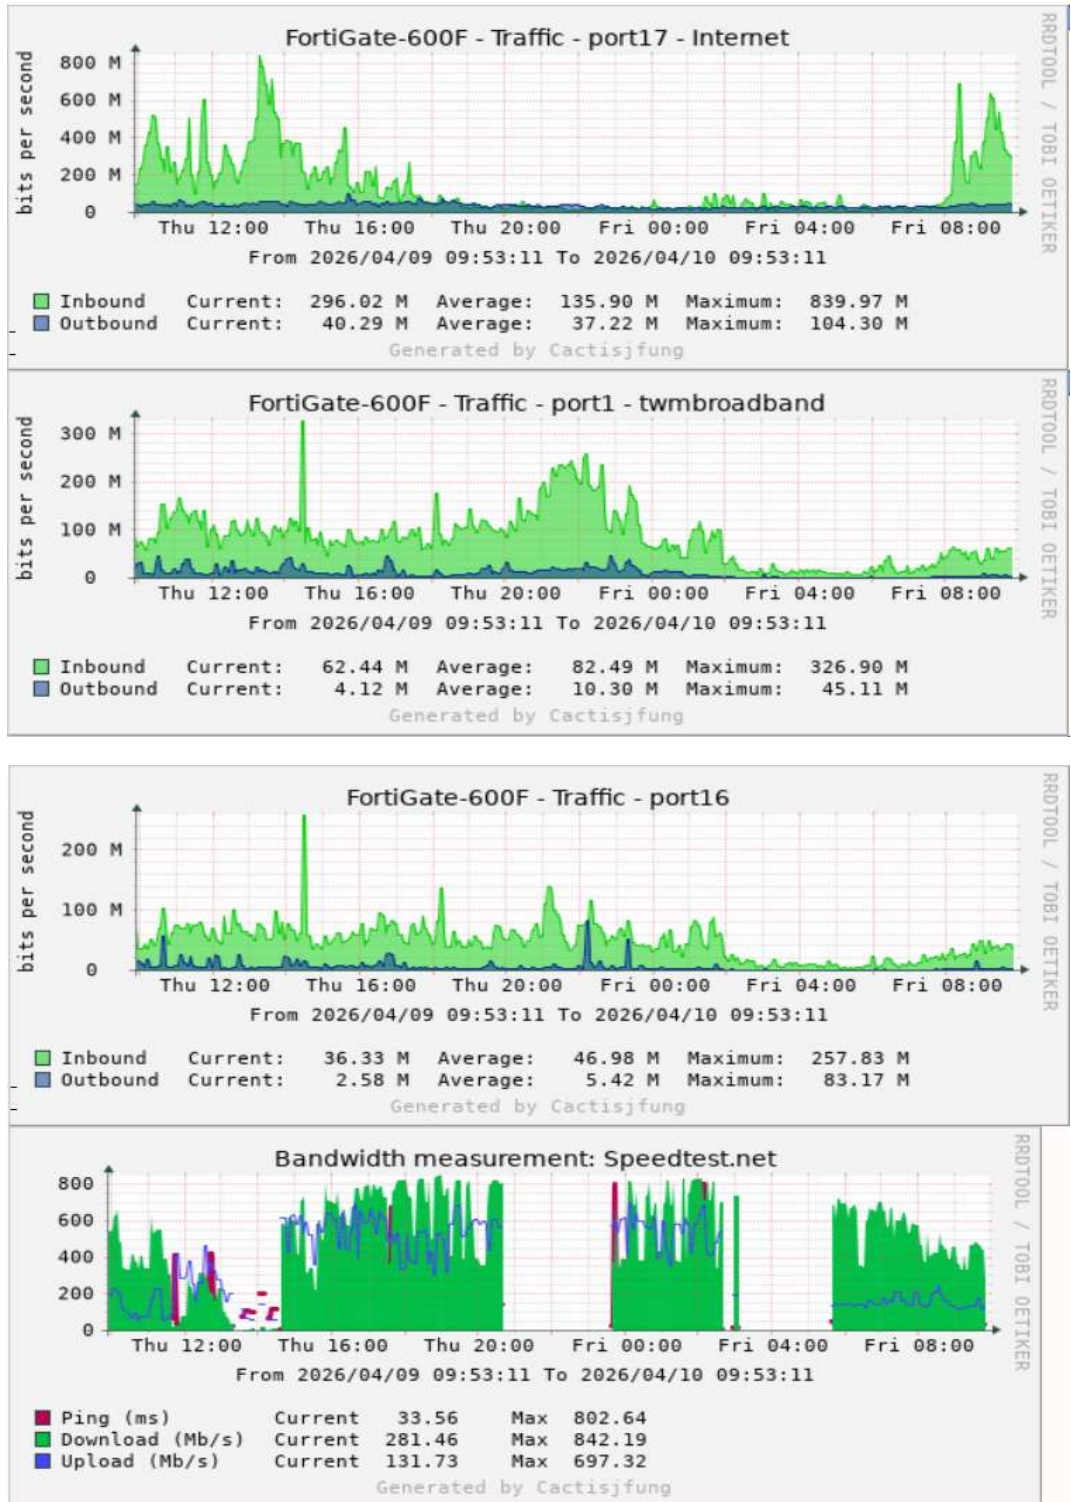 FortiGate-600F - Traffic - port17 - Internet
RRDTOOL / TOBI OETIKER
bits per second
800 M
600 M
400 M
200 M
0
Thu 12:00 Thu 16:00 Thu 20:00 Fri 00:00 Fri 04:00 Fri 08:00
From 2026/04/09 09:53:11 To 2026/04/10 09:53:11
Inbound Current: 296.02 M Average: 135.90 M Maximum: 839.97 M
Outbound Current: 40.29 M Average: 37.22 M Maximum: 104.30 M
Generated by Cactisjfung
FortiGate-600F - Traffic - port1 - twmbroadband
RRDTOOL / TOBI OETIKER
bits per second
300 M
200 M
100 M
0
Thu 12:00 Thu 16:00 Thu 20:00 Fri 00:00 Fri 04:00 Fri 08:00
From 2026/04/09 09:53:11 To 2026/04/10 09:53:11
Inbound Current: 62.44 M Average: 82.49 M Maximum: 326.90 M
Outbound Current: 4.12 M Average: 10.30 M Maximum: 45.11 M
Generated by Cactisjfung
FortiGate-600F - Traffic - port16
RRDTOOL / TOBI OETIKER
bits per second
200 M
100 M
0
Thu 12:00 Thu 16:00 Thu 20:00 Fri 00:00 Fri 04:00 Fri 08:00
From 2026/04/09 09:53:11 To 2026/04/10 09:53:11
Inbound Current: 36.33 M Average: 46.98 M Maximum: 257.83 M
Outbound Current: 2.58 M Average: 5.42 M Maximum: 83.17 M
Generated by Cactisjfung
Bandwidth measurement: Speedtest.net
RRDTOOL / TOBI OETIKER
800
600
400
200
0
Thu 12:00 Thu 16:00 Thu 20:00 Fri 00:00 Fri 04:00 Fri 08:00
From 2026/04/09 09:53:11 To 2026/04/10 09:53:11
Ping (ms) Current 33.56 Max 802.64
Download (Mb/s) Current 281.46 Max 842.19
Upload (Mb/s) Current 131.73 Max 697.32
Generated by Cactisjfung